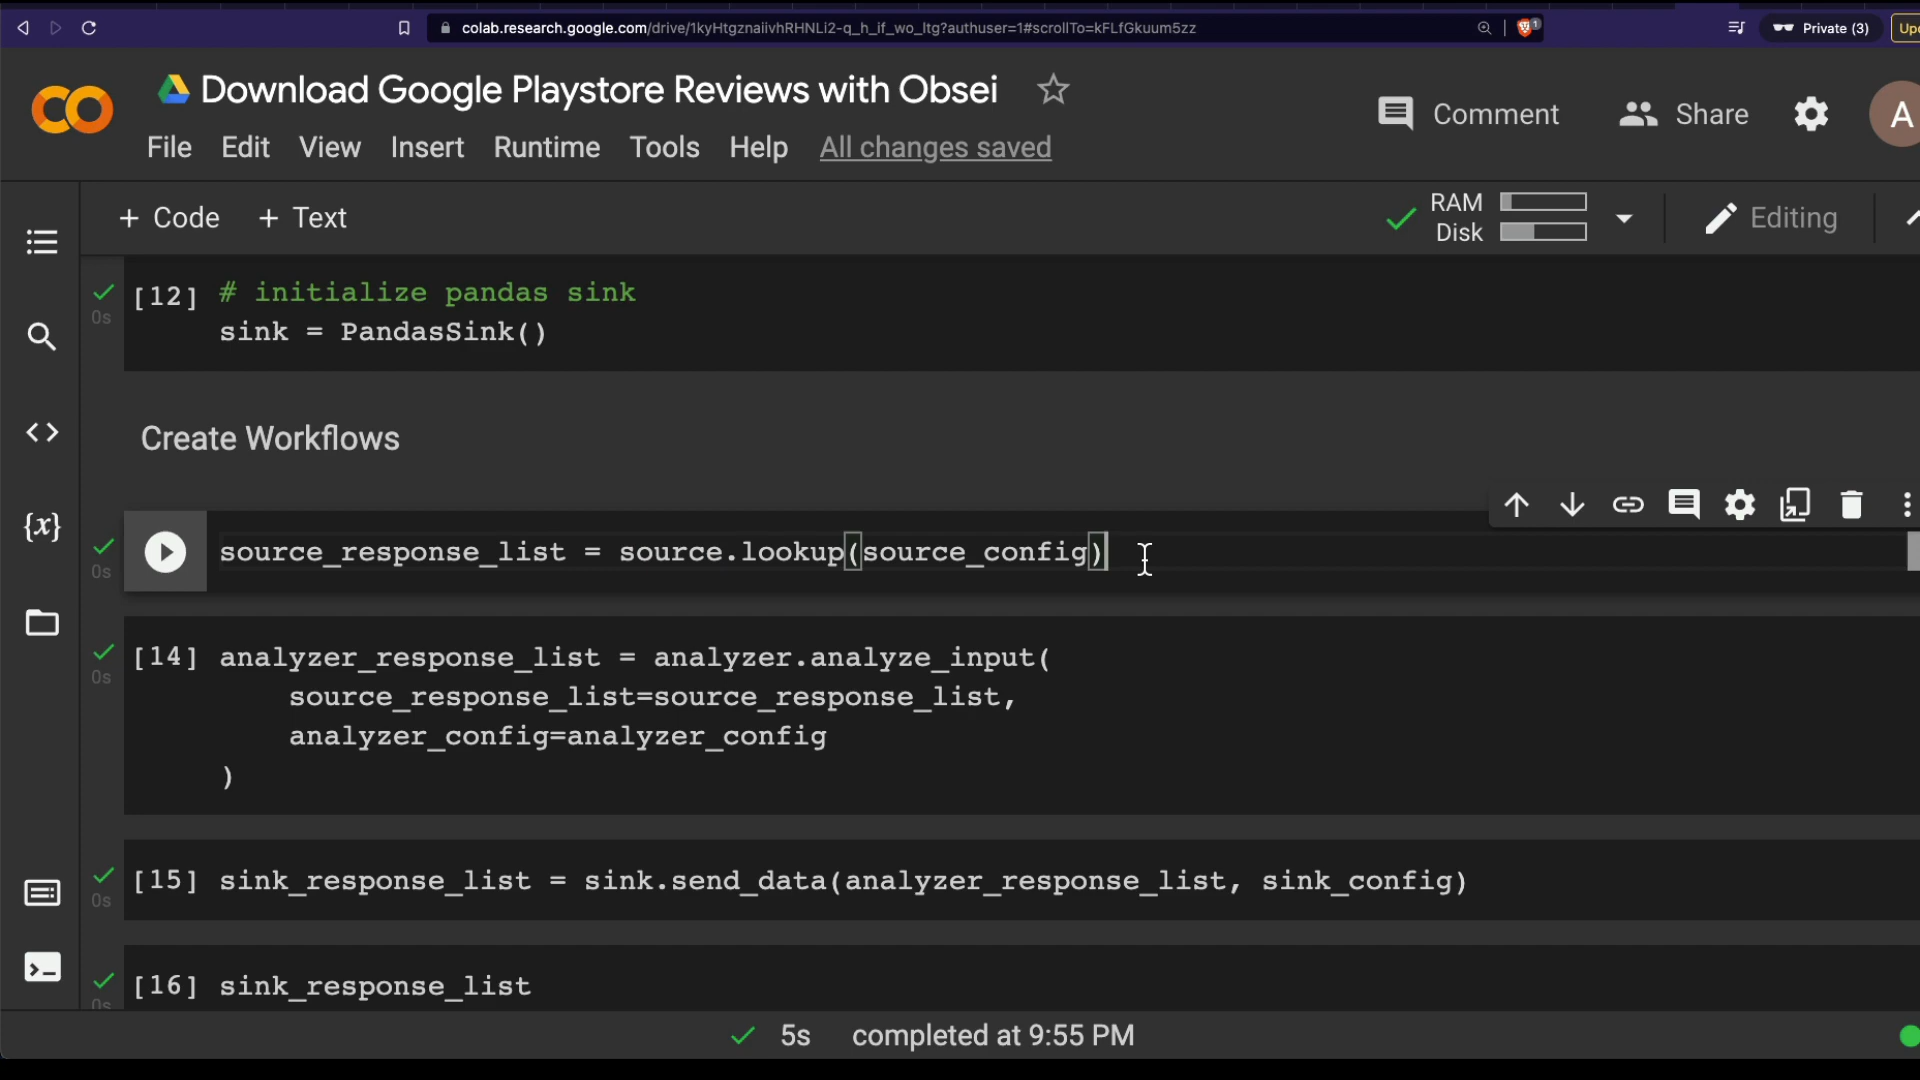 colab.research.google.com/drive/1kyHtgznaiivhRHNLi2-q_h_if_wo_ltg?authuser=1#scrollTo=kFLfGkuum5zz
1
Private (3)
Download Google Playstore Reviews with Obsei
Comment
Share
A
File Edit View Insert Runtime Tools Help All changes saved
+ Code + Text
RAM
Disk
Editing
[12] # initialize pandas sink
0s
sink = PandasSink()
Create Workflows
source_response_list = source.lookup(source_config)
0s
[14] analyzer_response_list = analyzer.analyze_input(
0s
source_response_list=source_response_list,
analyzer_config=analyzer_config
)
[15] sink_response_list = sink.send_data(analyzer_response_list, sink_config)
0s
[16] sink_response_list
0s
5s completed at 9:55 PM